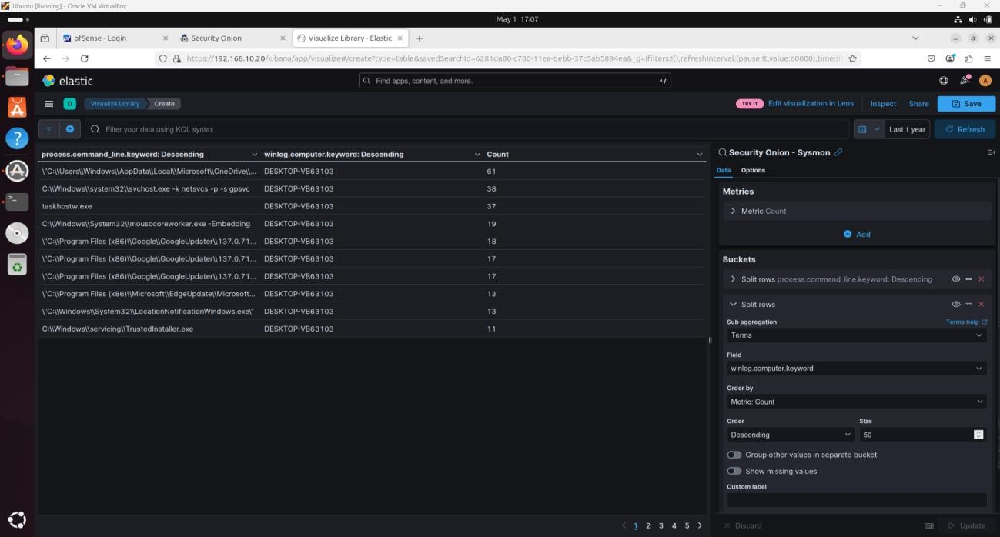 Ubuntu [Running] - Oracle VM VirtualBox
May 1 17:07
pfSense - Login
Security Onion
Visualize Library - Elastic
https://192.168.10.20/kibana/app/visualize#/create?type=table&savedSearchId=6281da80-c780-11ea-bebb-37c5ab5894ea&_g=(filters:!(),refreshInterval:(pause:!t,value:60000),time:(f
elastic
Find apps, content, and more.
^/
A
D
Visualize Library
Create
TRY IT
Edit visualization in Lens
Inspect
Share
Save
Filter your data using KQL syntax
Last 1 year
Refresh
process.command_line.keyword: Descending winlog.computer.keyword: Descending Count
\"C:\\Users\\Windows\\AppData\\Local\\Microsoft\\OneDrive\\... DESKTOP-VB63103 61
C:\\Windows\\system32\\svchost.exe -k netsvcs -p -s gpsvc DESKTOP-VB63103 38
taskhostw.exe DESKTOP-VB63103 37
C:\\Windows\\System32\\mousocoreworker.exe -Embedding DESKTOP-VB63103 19
\"C:\\Program Files (x86)\\Google\\GoogleUpdater\\137.0.71... DESKTOP-VB63103 18
\"C:\\Program Files (x86)\\Google\\GoogleUpdater\\137.0.71... DESKTOP-VB63103 17
\"C:\\Program Files (x86)\\Google\\GoogleUpdater\\137.0.71... DESKTOP-VB63103 17
\"C:\\Program Files (x86)\\Microsoft\\EdgeUpdate\\Microsoft... DESKTOP-VB63103 13
\"C:\\Windows\\System32\\LocationNotificationWindows.exe\" DESKTOP-VB63103 13
C:\\Windows\\servicing\\TrustedInstaller.exe DESKTOP-VB63103 11
1 2 3 4 5
Security Onion - Sysmon
Data Options
Metrics
Metric Count
Add
Buckets
Split rows process.command_line.keyword: Descending
Split rows
Sub aggregation Terms help
Terms
Field
winlog.computer.keyword
Order by
Metric: Count
Order Size
Descending 50
Group other values in separate bucket
Show missing values
Custom label
Discard
Update